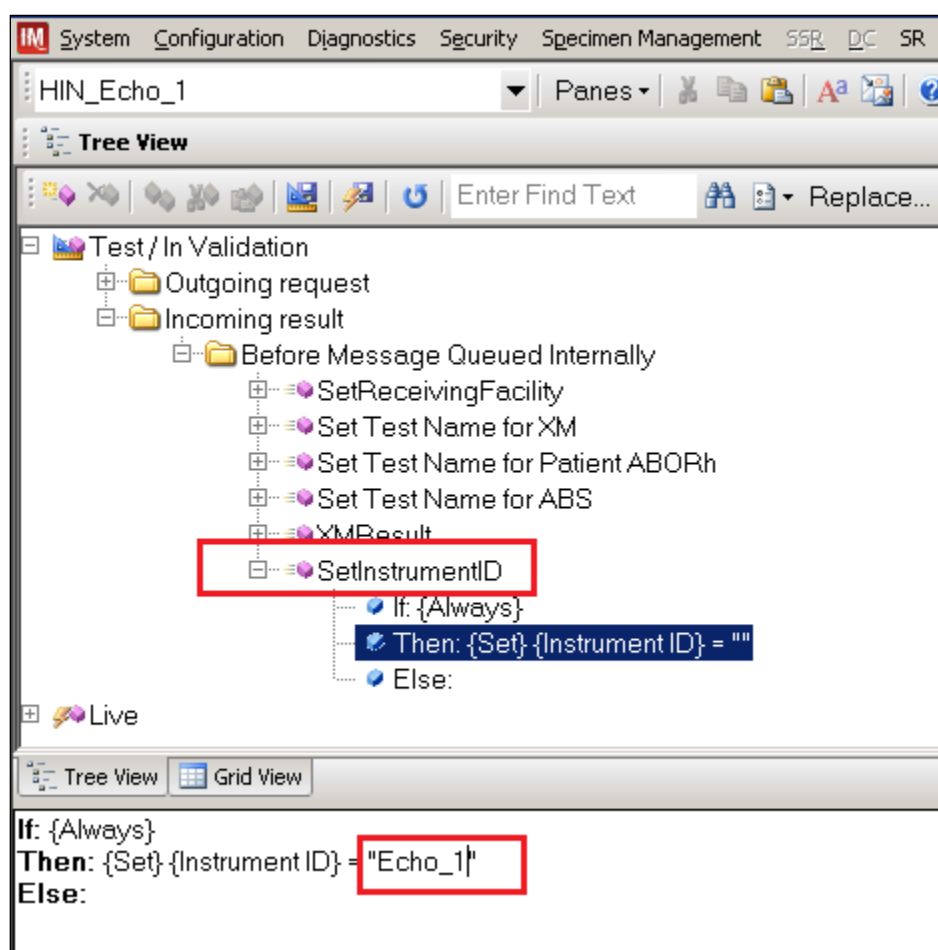 IM System Configuration Diagnostics Security Specimen Management SSR DC SR
HIN_Echo_1 Panes Aa
Tree View
Enter Find Text Replace...
Test / In Validation
Outgoing request
Incoming result
Before Message Queued Internally
SetReceivingFacility
Set Test Name for XM
Set Test Name for Patient ABORh
Set Test Name for ABS
XMResult
SetInstrumentID
If: {Always}
Then: {Set} {Instrument ID} = ""
Else:
Live
Tree View Grid View
If: {Always}
Then: {Set} {Instrument ID} = "Echo_1"
Else: